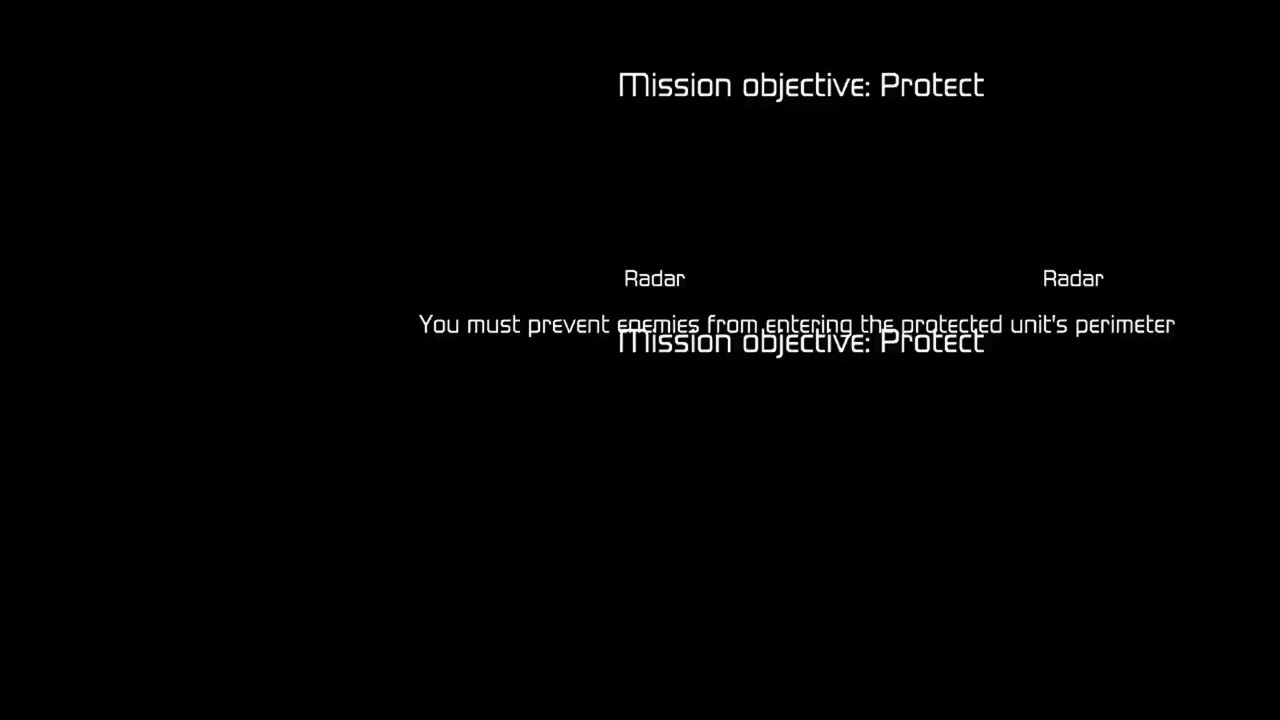 Mission objective: Protect
Radar Radar
You must prevent enemies from entering the protected unit's perimeter
Mission objective: Protect